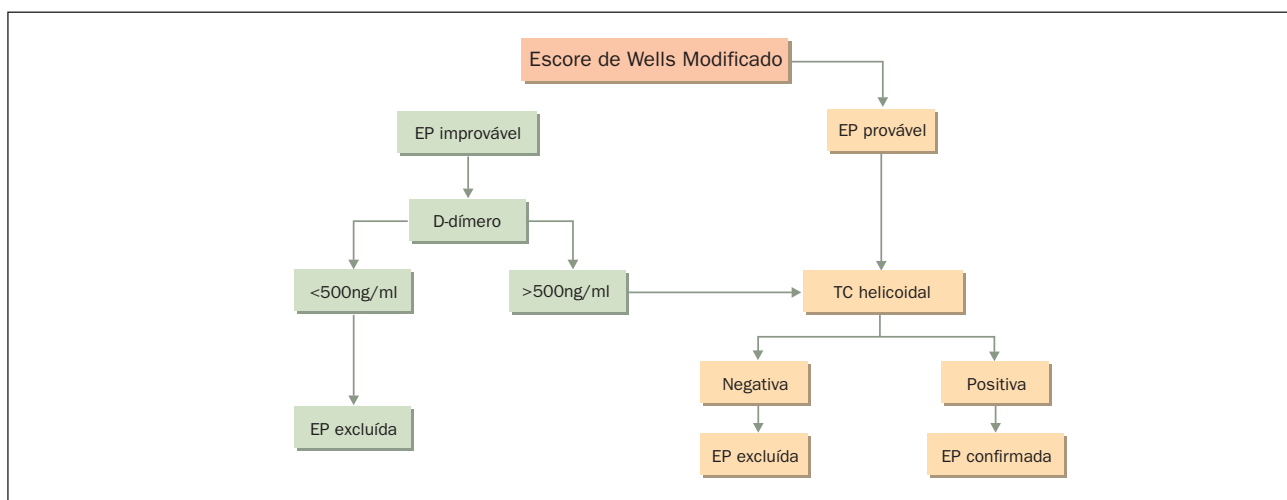 Escore de Wells Modificado
EP improvável
EP provável
D-dímero
<500ng/ml
>500ng/ml
TC helicoidal
Negativa
Positiva
EP excluída
EP excluída
EP confirmada